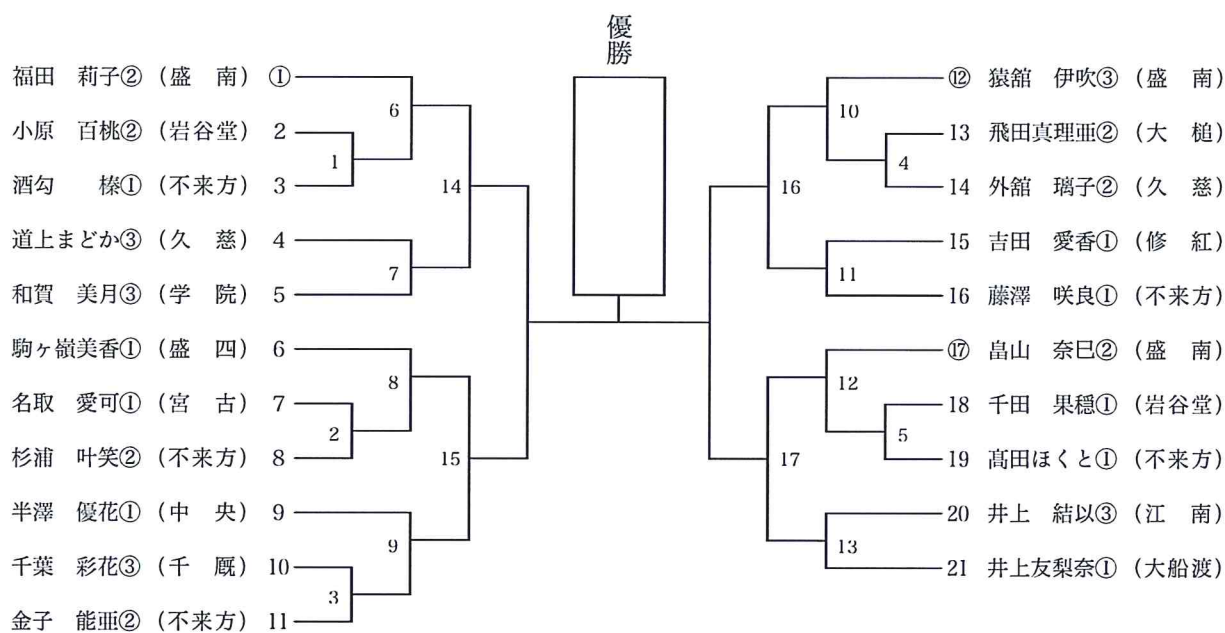 優勝
福田　莉子②（盛　南）①
小原　百桃②（岩谷堂）2
酒勾　　榛①（不来方）3
道上まどか③（久　慈）4
和賀　美月③（学　院）5
駒ヶ嶺美香①（盛　四）6
名取　愛可①（宮　古）7
杉浦　叶笑②（不来方）8
半澤　優花①（中　央）9
千葉　彩花③（千　厩）10
金子　能亜②（不来方）11
6
1
14
7
8
2
15
9
3
10
4
16
11
12
5
17
13
⑫ 猿舘　伊吹③（盛　南）
13 飛田真理亜②（大　槌）
14 外舘　璃子②（久　慈）
15 吉田　愛香①（修　紅）
16 藤澤　咲良①（不来方）
⑰ 畠山　奈巳②（盛　南）
18 千田　果穏①（岩谷堂）
19 髙田ほくと①（不来方）
20 井上　結以③（江　南）
21 井上友梨奈①（大船渡）